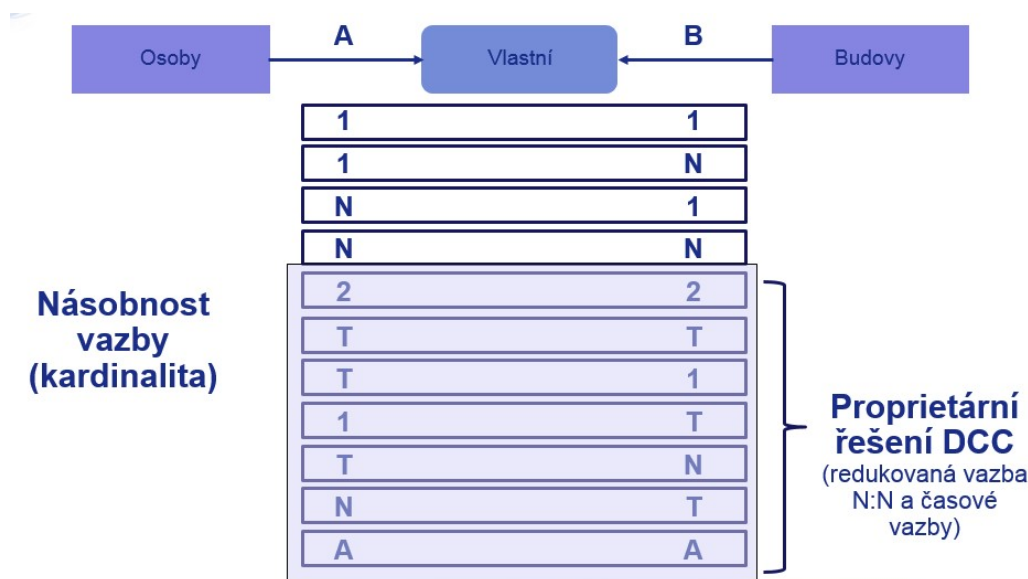 A
B
Osoby
Vlastní
Budovy
1 1
1 N
N 1
N N
2 2
T T
T 1
1 T
T N
N T
A A
Násobnost
vazby
(kardinalita)
Proprietární
řešení DCC
(redukovaná vazba
N:N a časové
vazby)